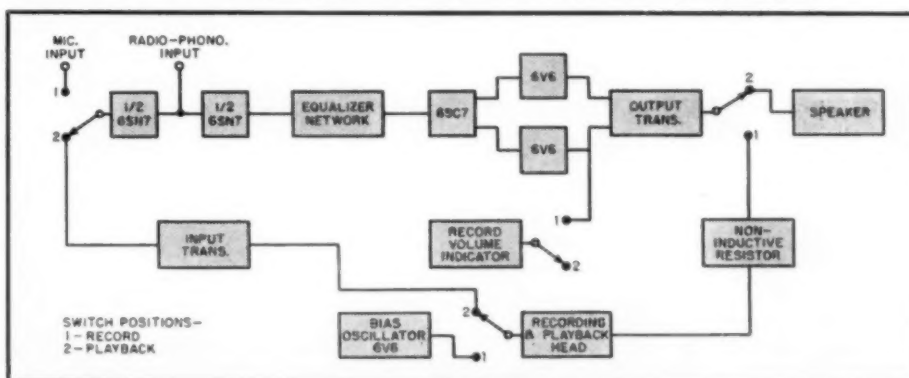 MIC. INPUT
RADIO-PHONO. INPUT
1
2
1/2 6SN7
1/2 6SN7
EQUALIZER NETWORK
6SC7
6V6
6V6
OUTPUT TRANS.
2
1
SPEAKER
INPUT TRANS.
RECORD VOLUME INDICATOR
1
2
NON-INDUCTIVE RESISTOR
SWITCH POSITIONS—
1 - RECORD
2 - PLAYBACK
BIAS OSCILLATOR 6V6
2
1
RECORDING & PLAYBACK HEAD